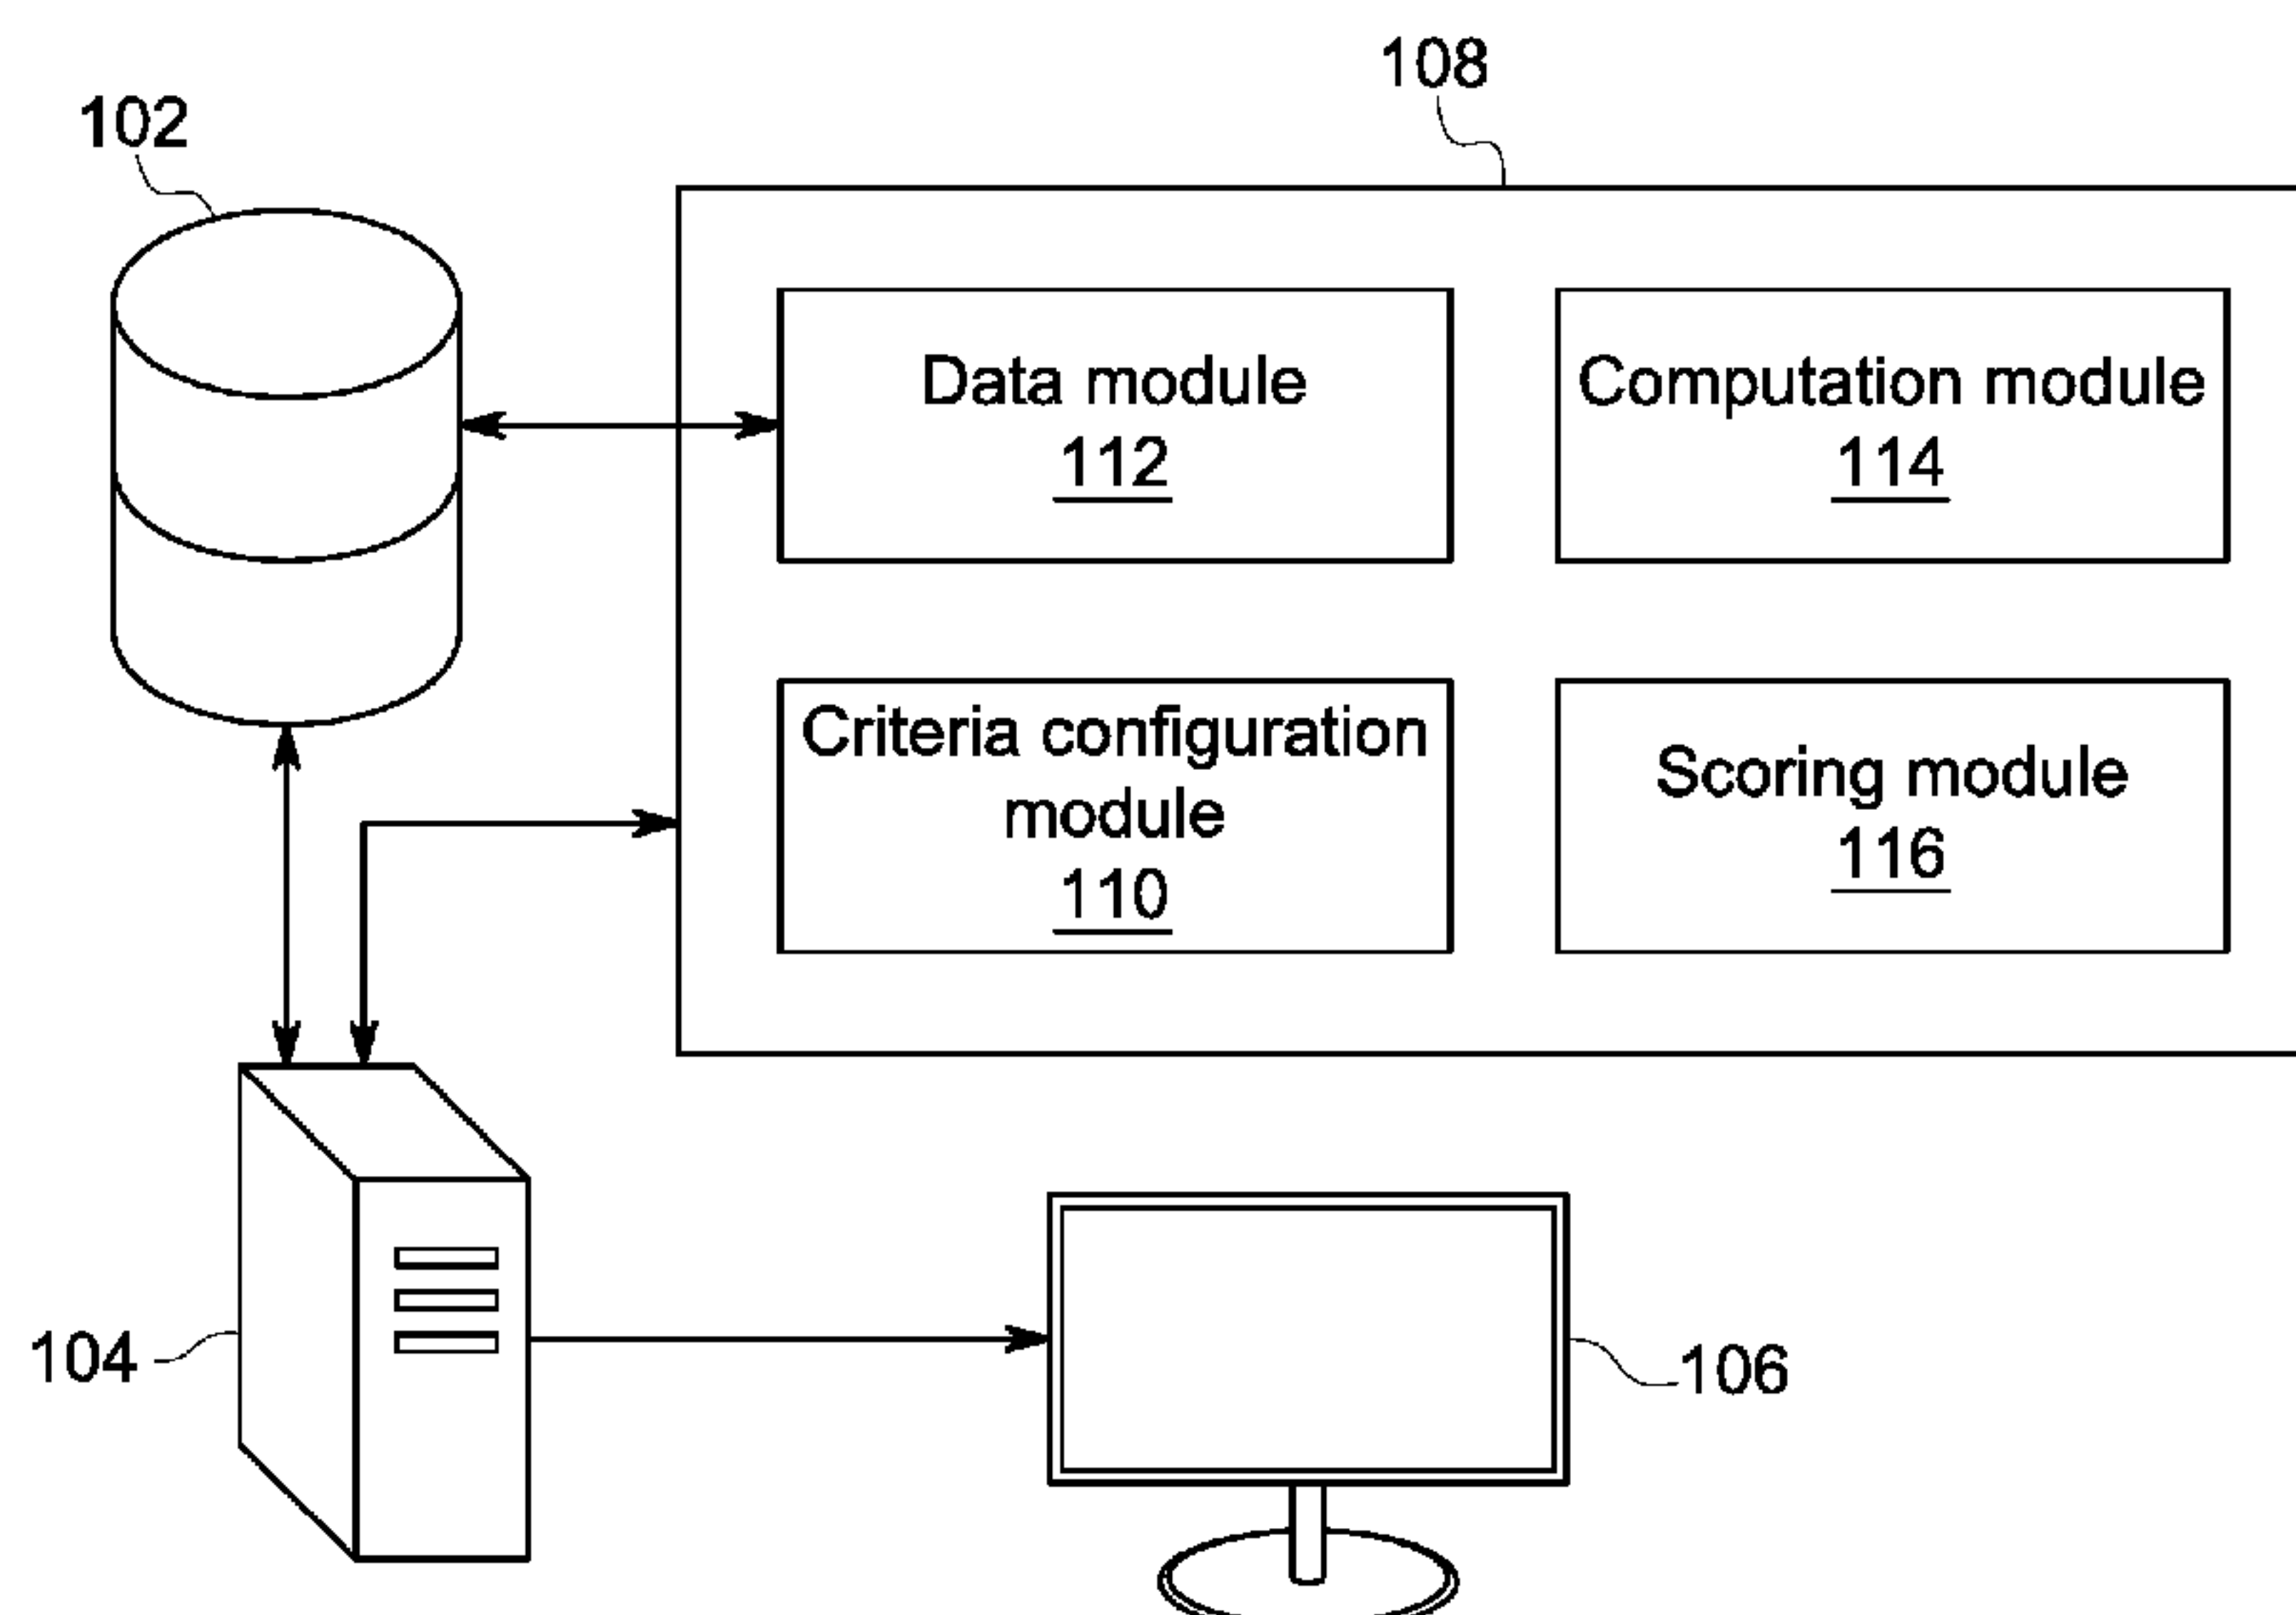 108
102
Data module
112
Computation module
114
Criteria configuration
module
110
Scoring module
116
104
106